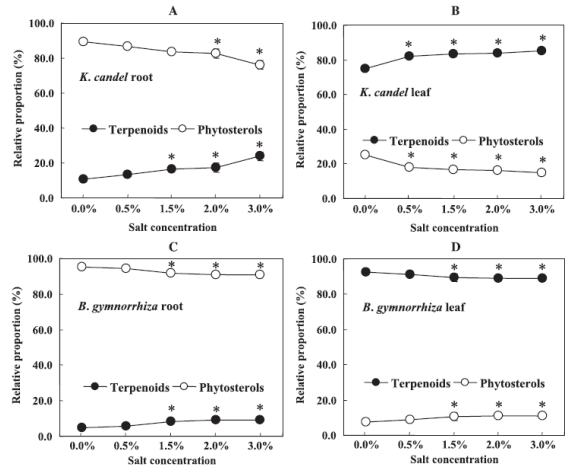 A
Relative proportion (%)
100.0
80.0
60.0
40.0
20.0
0.0
* *
K. candel root
Terpenoids Phytosterols
* * *
0.0% 0.5% 1.5% 2.0% 3.0%
Salt concentration
B
Relative proportion (%)
100.0
80.0
60.0
40.0
20.0
0.0
* * * *
K. candel leaf
Terpenoids Phytosterols
* * * *
0.0% 0.5% 1.5% 2.0% 3.0%
Salt concentration
C
Relative proportion (%)
100.0
80.0
60.0
40.0
20.0
0.0
* * *
B. gymnorrhiza root
Terpenoids Phytosterols
* * *
0.0% 0.5% 1.5% 2.0% 3.0%
Salt concentration
D
Relative proportion (%)
100.0
80.0
60.0
40.0
20.0
0.0
* * *
B. gymnorrhiza leaf
Terpenoids Phytosterols
* * *
0.0% 0.5% 1.5% 2.0% 3.0%
Salt concentration